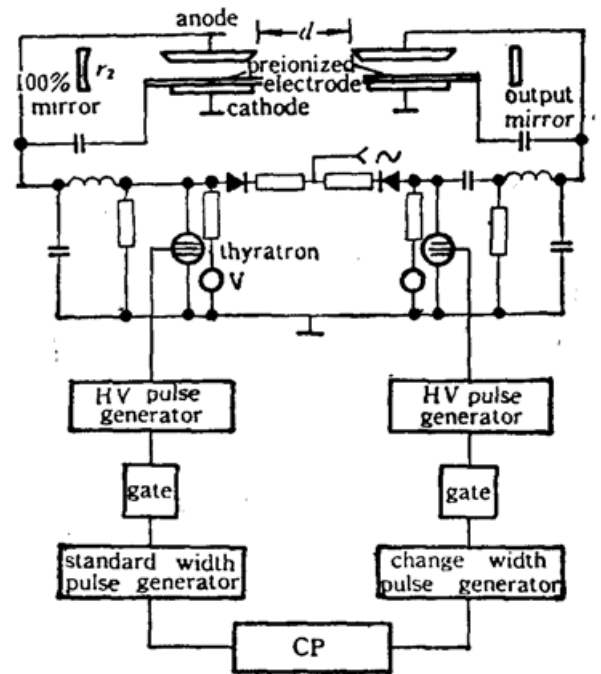 anode
d
r2
100%
mirror
preionized
electrode
cathode
output
mirror
~
thyratron
V
HV pulse
generator
HV pulse
generator
gate
gate
standard width
pulse generator
change width
pulse generator
CP